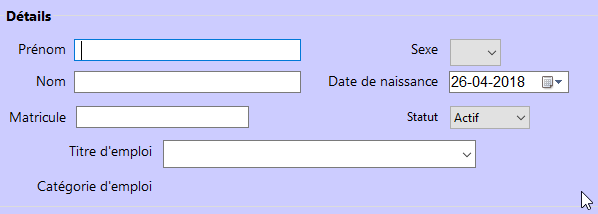 Détails
Prénom Sexe
Nom Date de naissance 26-04-2018
Matricule Statut Actif
Titre d'emploi
Catégorie d'emploi